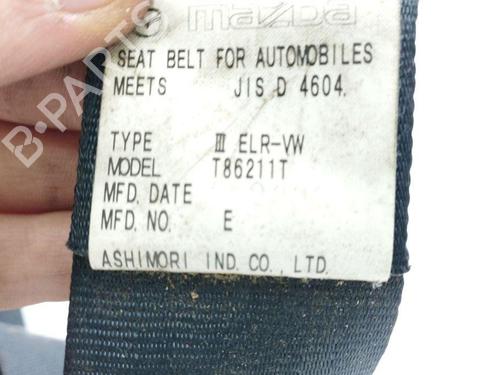 mazda
SEAT BELT FOR AUTOMOBILES
MEETS JIS D 4604.
TYPE III ELR-VW
MODEL T86211T
MFD. DATE
MFD. NO. E
ASHIMORI IND. CO., LTD.